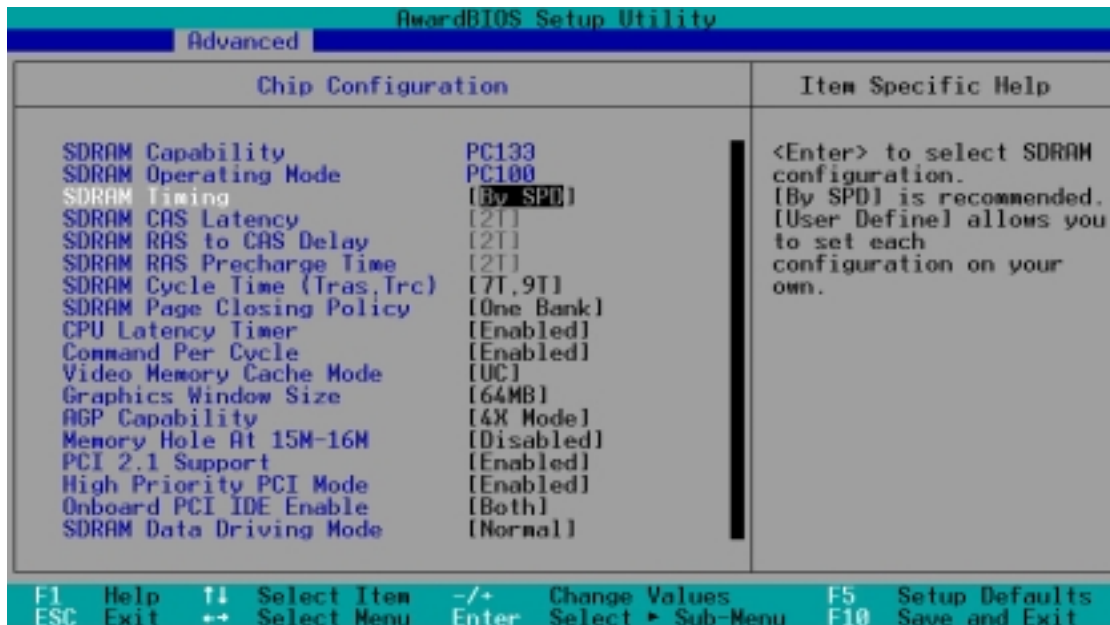 AwardBIOS Setup Utility
Advanced
Chip Configuration
Item Specific Help
SDRAM Capability PC133
SDRAM Operating Mode PC100
SDRAM Timing [By SPD]
SDRAM CAS Latency [2T]
SDRAM RAS to CAS Delay [2T]
SDRAM RAS Precharge Time [2T]
SDRAM Cycle Time (Tras,Trc) [7T,9T]
SDRAM Page Closing Policy [One Bank]
CPU Latency Timer [Enabled]
Command Per Cycle [Enabled]
Video Memory Cache Mode [UC]
Graphics Window Size [64MB]
AGP Capability [4X Mode]
Memory Hole At 15M-16M [Disabled]
PCI 2.1 Support [Enabled]
High Priority PCI Mode [Enabled]
Onboard PCI IDE Enable [Both]
SDRAM Data Driving Mode [Normal]
<Enter> to select SDRAM
configuration.
[By SPD] is recommended.
[User Define] allows you
to set each
configuration on your
own.
F1 Help ↑↓ Select Item -/+ Change Values F5 Setup Defaults
ESC Exit ←→ Select Menu Enter Select ► Sub-Menu F10 Save and Exit